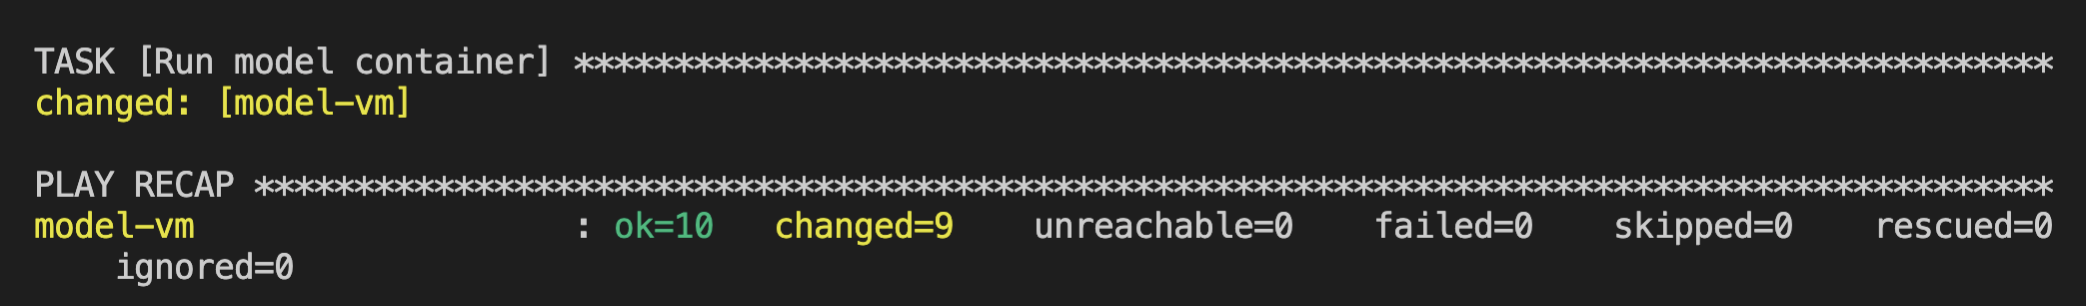 TASK [Run model container] **************************************************************************
changed: [model-vm]
PLAY RECAP ******************************************************************************************
model-vm                   : ok=10   changed=9    unreachable=0    failed=0    skipped=0    rescued=0
    ignored=0